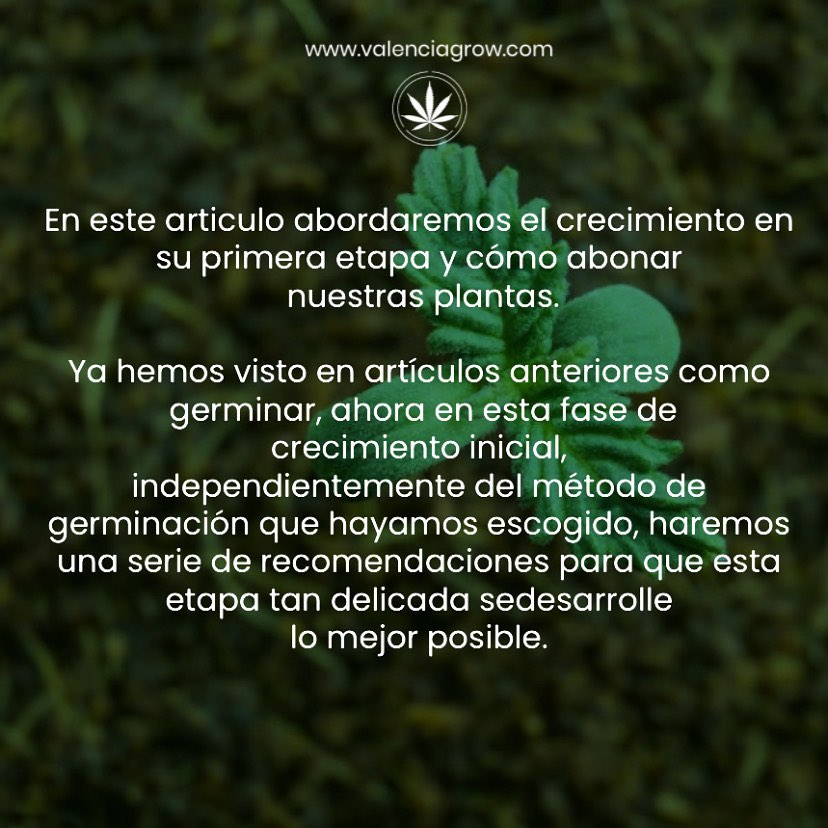 www.valenciagrow.com
En este articulo abordaremos el crecimiento en
su primera etapa y cómo abonar
nuestras plantas.
Ya hemos visto en artículos anteriores como
germinar, ahora en esta fase de
crecimiento inicial,
independientemente del método de
germinación que hayamos escogido, haremos
una serie de recomendaciones para que esta
etapa tan delicada sedesarrolle
lo mejor posible.